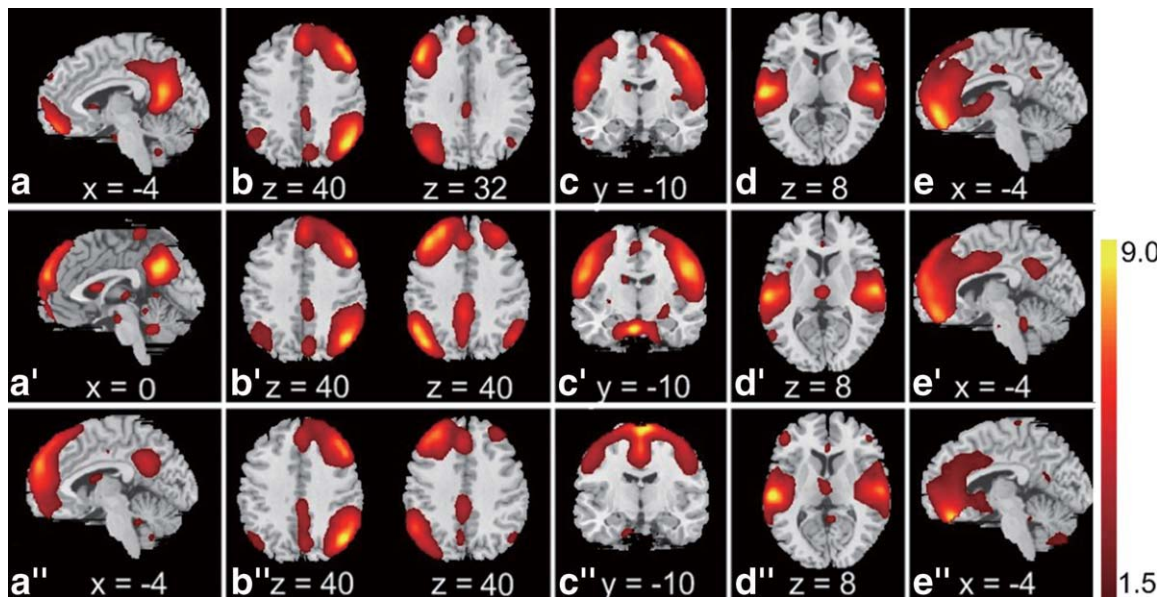 a x = -4 b z = 40 z = 32 c y = -10 d z = 8 e x = -4
a' x = 0 b' z = 40 z = 40 c' y = -10 d' z = 8 e' x = -4
9.0
a" x = -4 b" z = 40 z = 40 c" y = -10 d" z = 8 e" x = -4
1.5